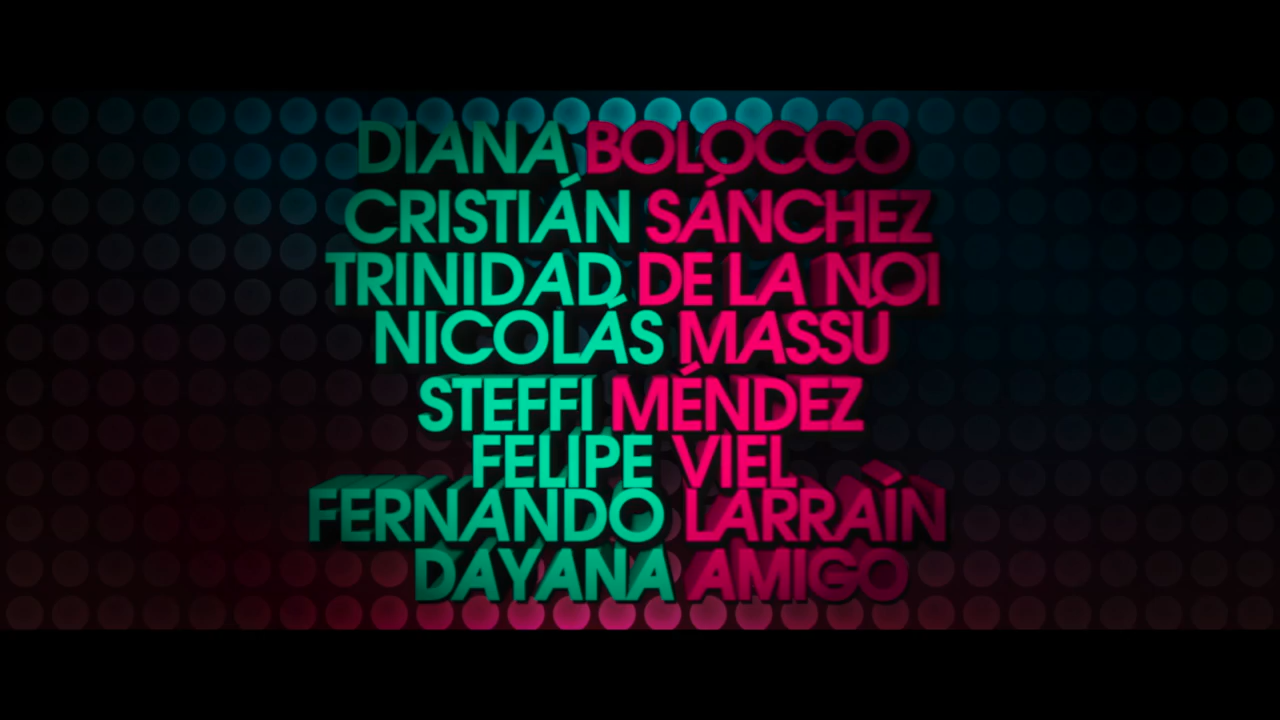 DIANA BOLOCCO
CRISTIÁN SÁNCHEZ
TRINIDAD DE LA NOI
NICOLÁS MASSÚ
STEFFI MÉNDEZ
FELIPE VIEL
FERNANDO LARRAÍN
DAYANA AMIGO